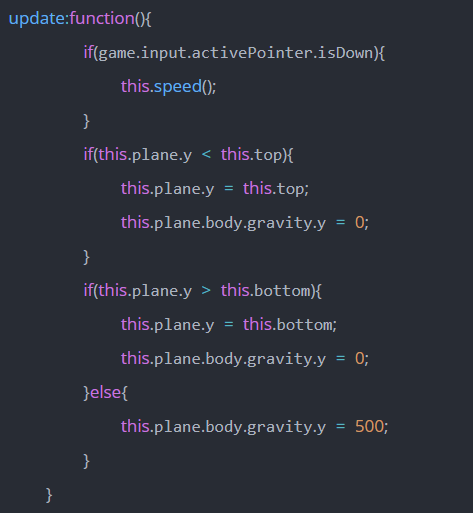 update:function(){
if(game.input.activePointer.isDown){
this.speed();
}
if(this.plane.y < this.top){
this.plane.y = this.top;
this.plane.body.gravity.y = 0;
}
if(this.plane.y > this.bottom){
this.plane.y = this.bottom;
this.plane.body.gravity.y = 0;
}else{
this.plane.body.gravity.y = 500;
}
}